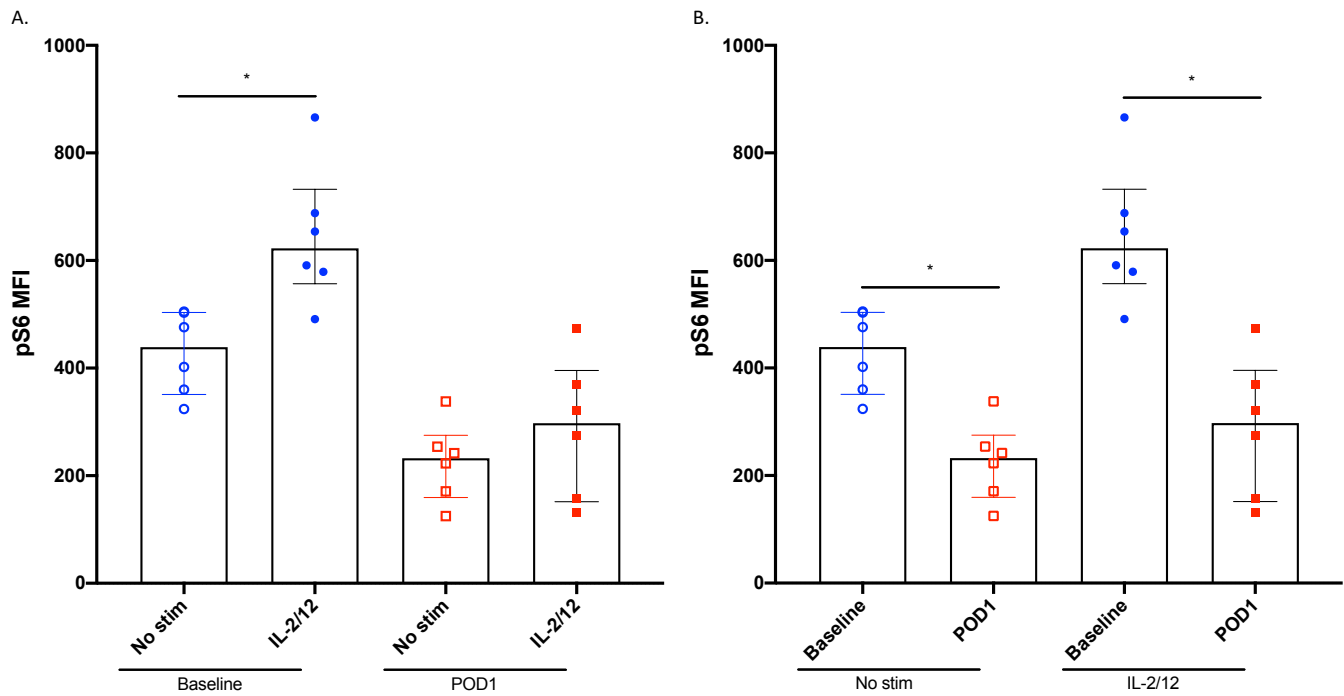 A.
1000
800
600
400
200
0
pS6 MFI
*
No stim
IL-2/12
No stim
IL-2/12
Baseline
POD1
B.
1000
800
600
400
200
0
pS6 MFI
*
*
Baseline
POD1
Baseline
POD1
No stim
IL-2/12